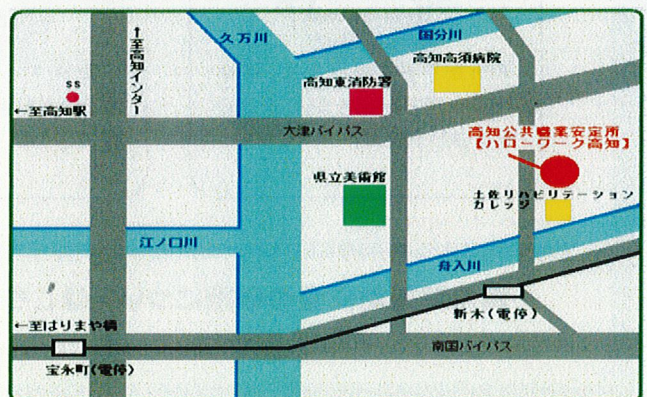 久万川
国分川
↑至高知インター
高知高須病院
SS
高知東消防署
←至高知駅
大津バイパス
高知公共職業安定所
【ハローワーク高知】
県立美術館
土佐リハビリテーション
カレッジ
江ノ口川
舟入川
新木(電停)
←至はりまや橋
南国バイパス
宝永町(電停)